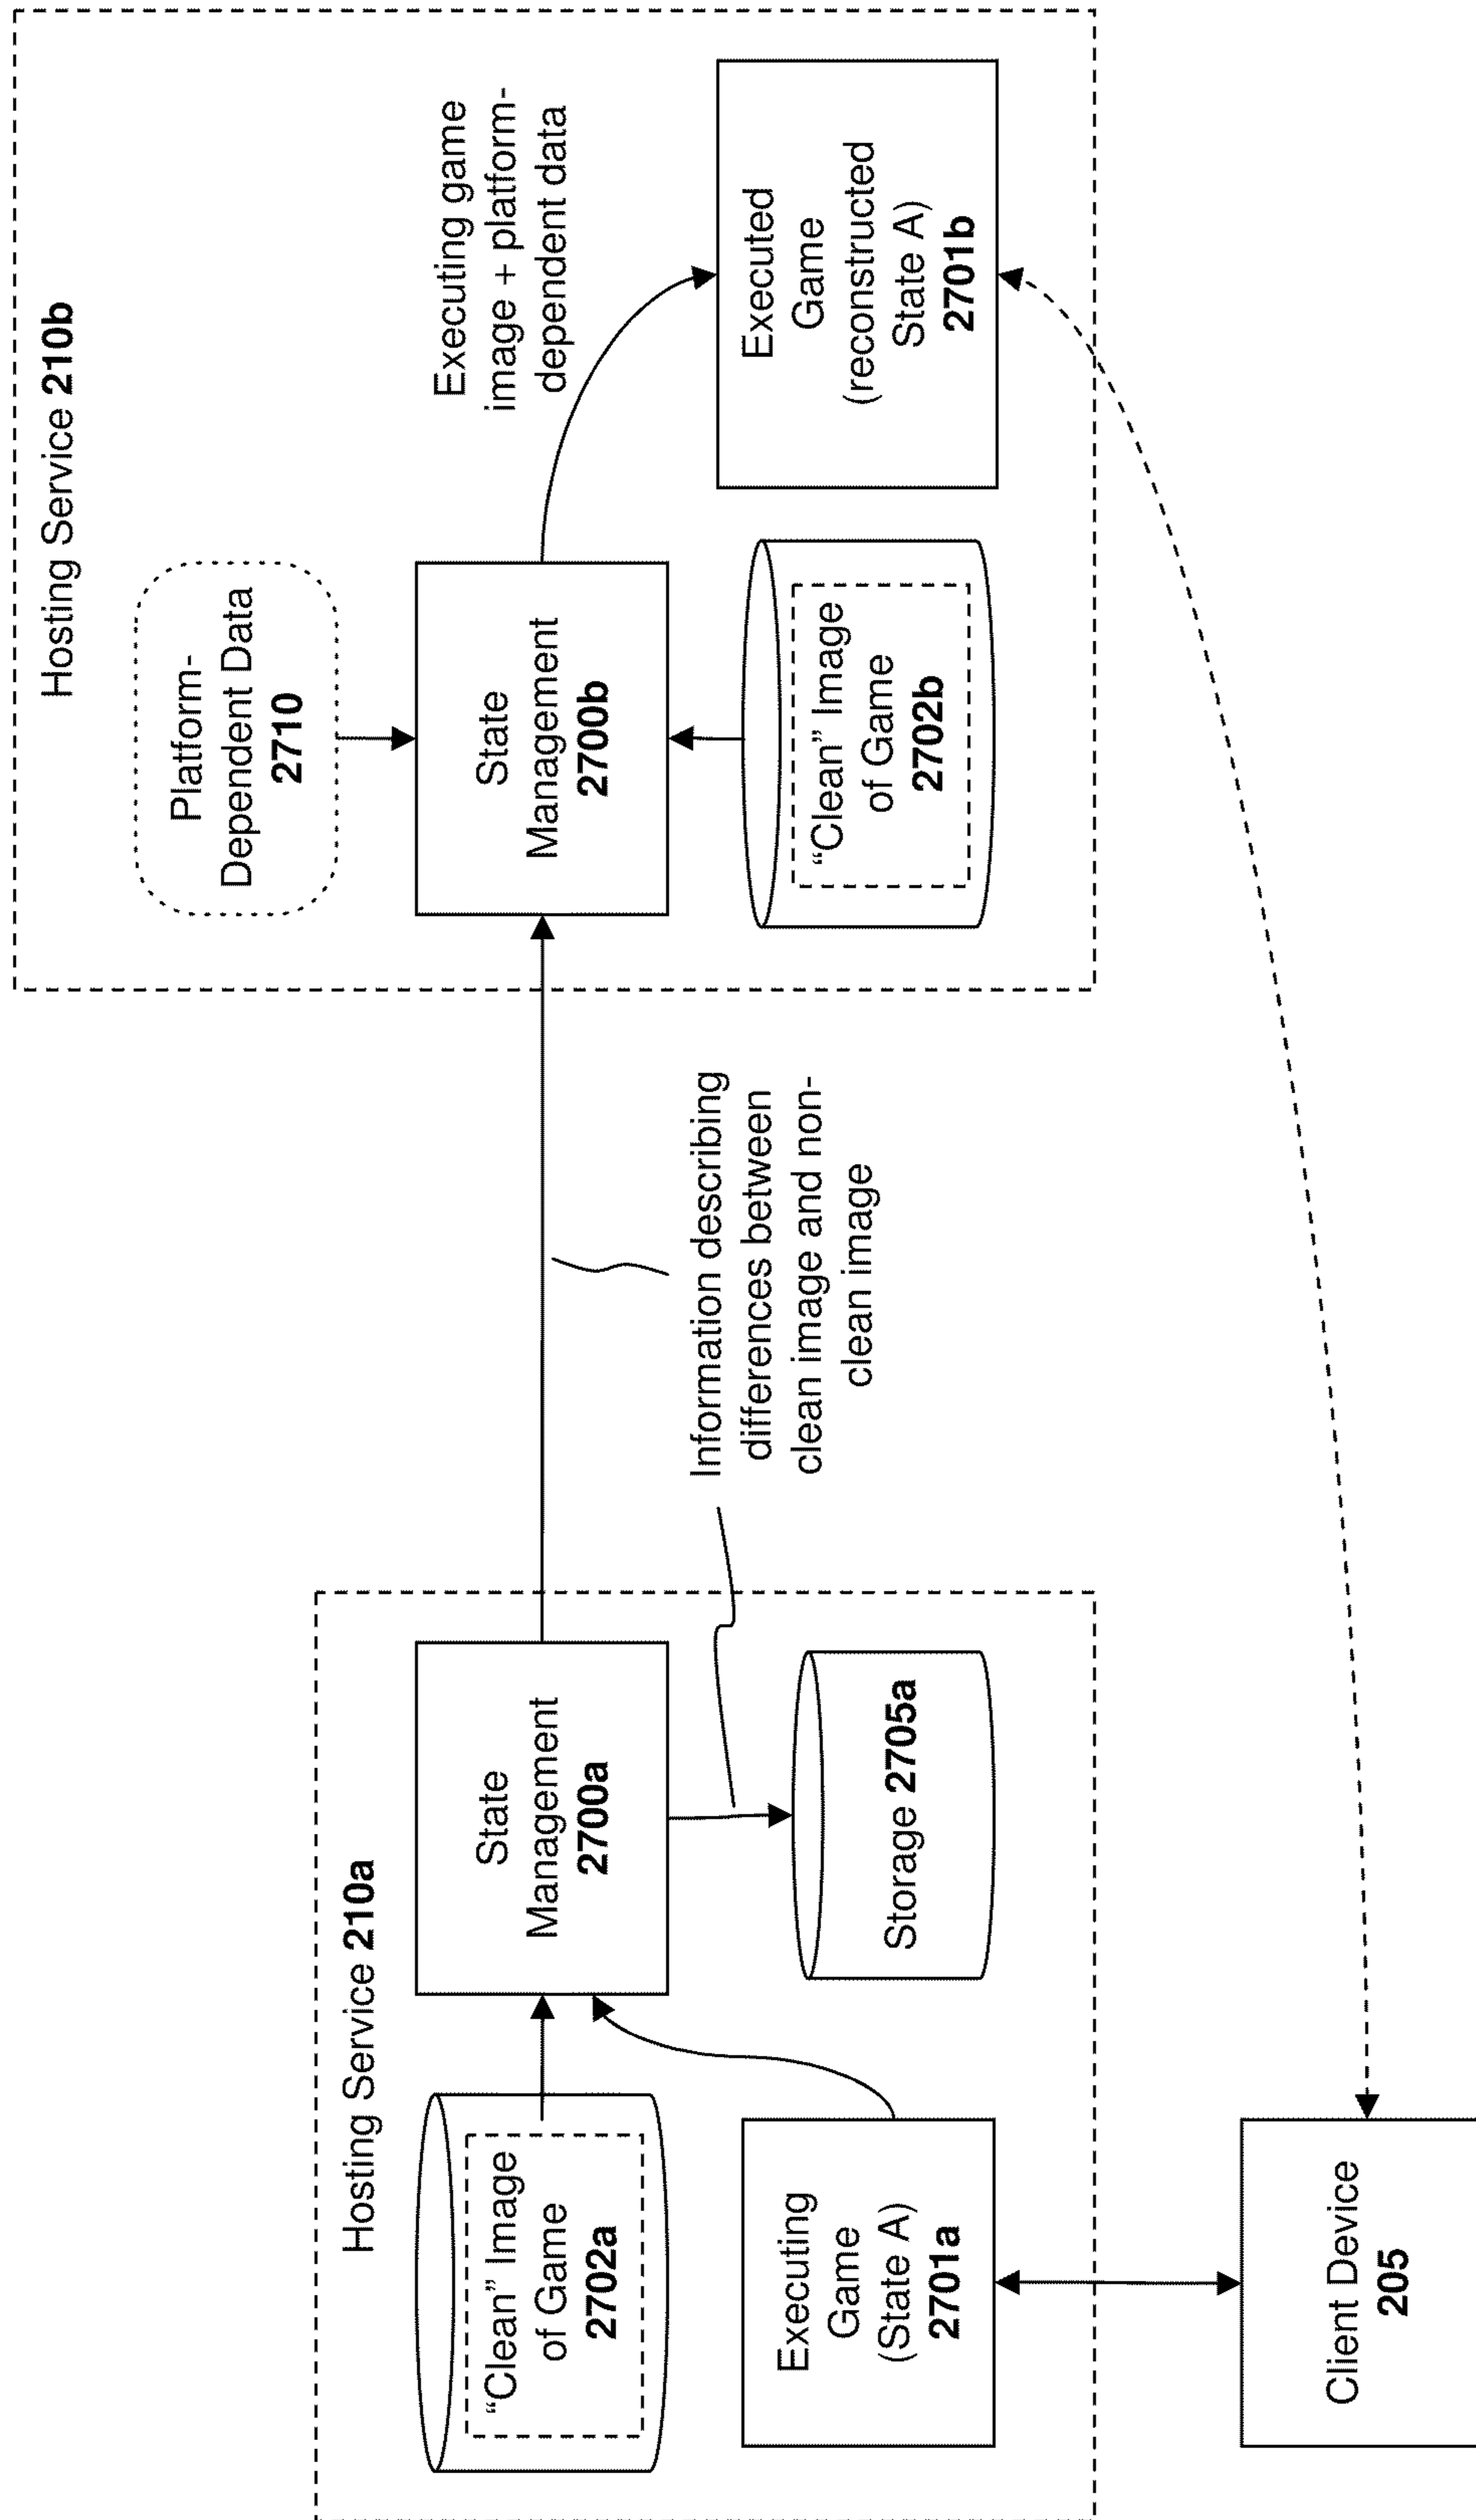 Hosting Service 210a
“Clean” Image
of Game
2702a
Executing
Game
(State A)
2701a
State
Management
2700a
Storage 2705a
Client Device
205
Information describing
differences between
clean image and non-
clean image
Hosting Service 210b
Platform-
Dependent Data
2710
State
Management
2700b
“Clean” Image
of Game
2702b
Executing game
image + platform-
dependent data
Executed
Game
(reconstructed
State A)
2701b